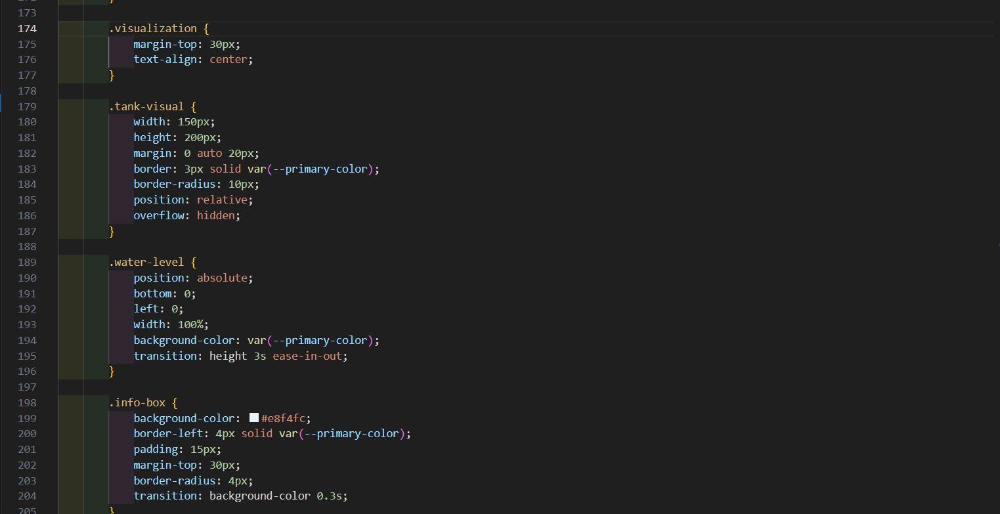 172 }
173
174 .visualization {
175 margin-top: 30px;
176 text-align: center;
177 }
178
179 .tank-visual {
180 width: 150px;
181 height: 200px;
182 margin: 0 auto 20px;
183 border: 3px solid var(--primary-color);
184 border-radius: 10px;
185 position: relative;
186 overflow: hidden;
187 }
188
189 .water-level {
190 position: absolute;
191 bottom: 0;
192 left: 0;
193 width: 100%;
194 background-color: var(--primary-color);
195 transition: height 3s ease-in-out;
196 }
197
198 .info-box {
199 background-color: #e8f4fc;
200 border-left: 4px solid var(--primary-color);
201 padding: 15px;
202 margin-top: 30px;
203 border-radius: 4px;
204 transition: background-color 0.3s;
205 }